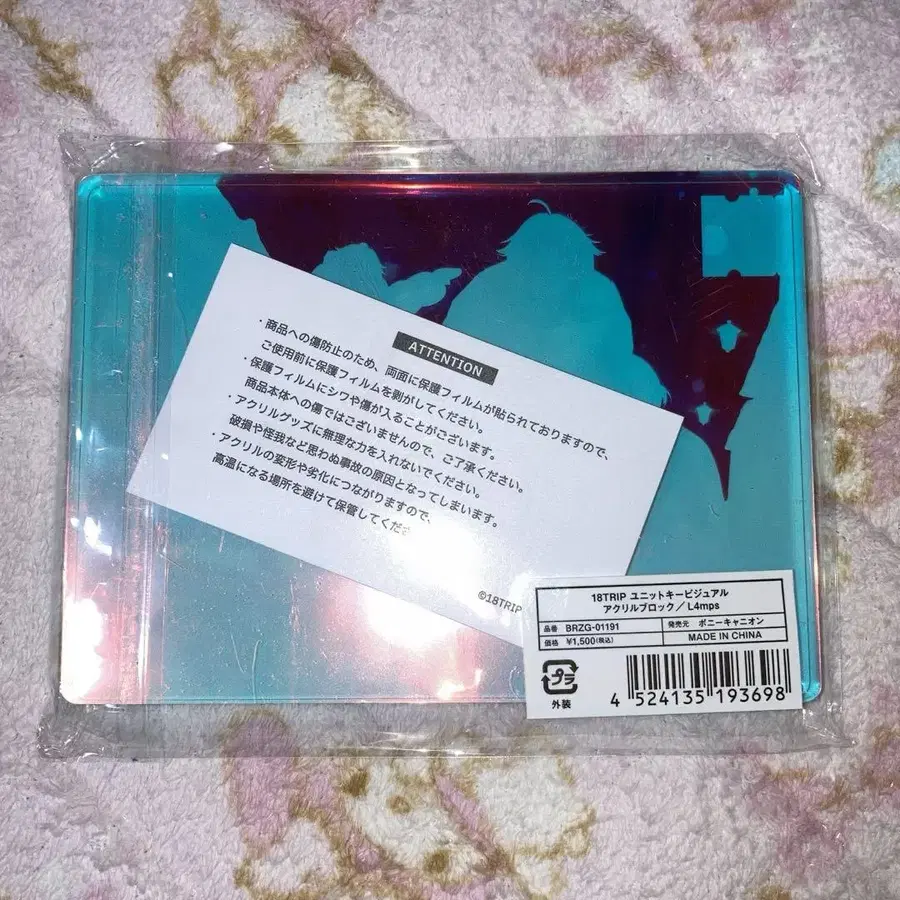 ATTENTION
・商品への傷防止のため、両面に保護フィルムが貼られておりますので、
ご使用前に保護フィルムを剥がしてください。
・保護フィルムにシワや傷が入ることがございます。
商品本体への傷ではございませんので、ご了承ください。
・アクリルグッズに無理な力を入れないでください。
破損や怪我など思わぬ事故の原因となってしまいます。
・アクリルの変形や劣化につながりますので、
高温になる場所を避けて保管してくださ
©18TRIP
18TRIP ユニットキービジュアル
アクリルブロック／L4mps
品番 BRZG-01191 発売元 ポニーキャニオン
価格 ¥1,500(税込) MADE IN CHINA
プラ
外装
4 524135 193698